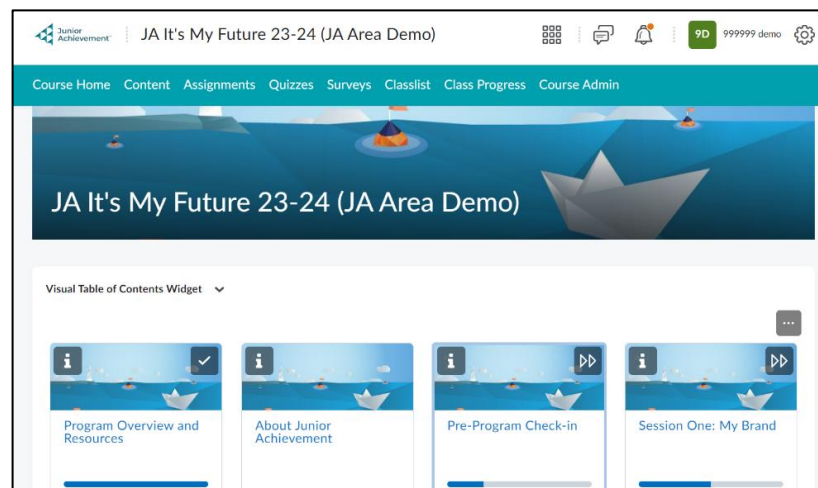 Junior
Achievement
JA It's My Future 23-24 (JA Area Demo)
9D
999999 demo
Course Home Content Assignments Quizzes Surveys Classlist Class Progress Course Admin
JA It's My Future 23-24 (JA Area Demo)
Visual Table of Contents Widget
Program Overview and
Resources
About Junior
Achievement
Pre-Program Check-in
Session One: My Brand